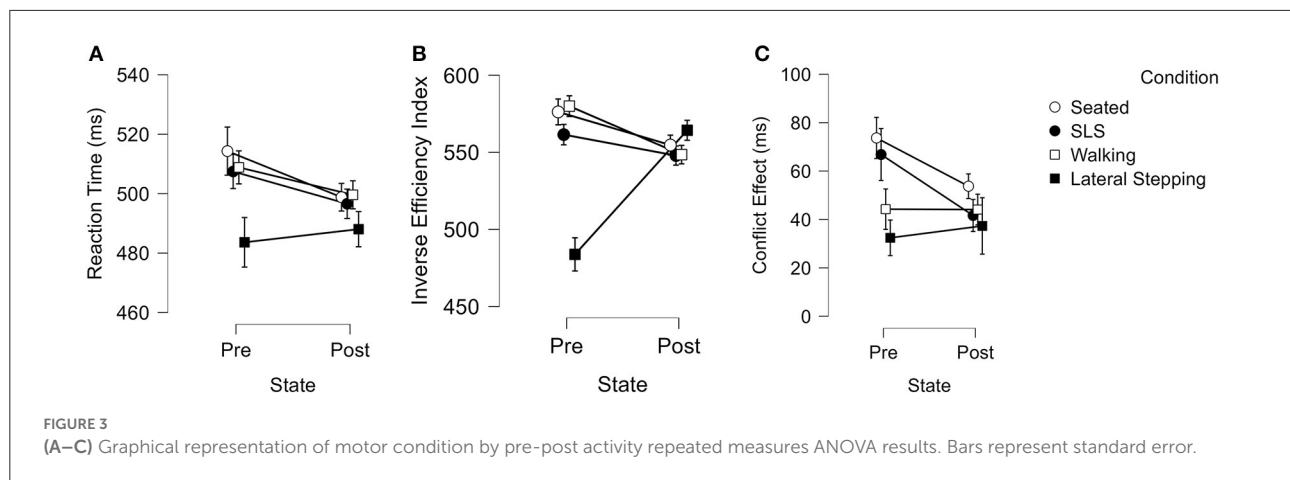 A
B
C
540
520
500
480
460
Reaction Time (ms)
Pre
Post
State
600
550
500
450
Inverse Efficiency Index
Pre
Post
State
100
80
60
40
20
0
Conflict Effect (ms)
Pre
Post
State
Condition
Seated
SLS
Walking
Lateral Stepping
FIGURE 3
(A–C) Graphical representation of motor condition by pre-post activity repeated measures ANOVA results. Bars represent standard error.